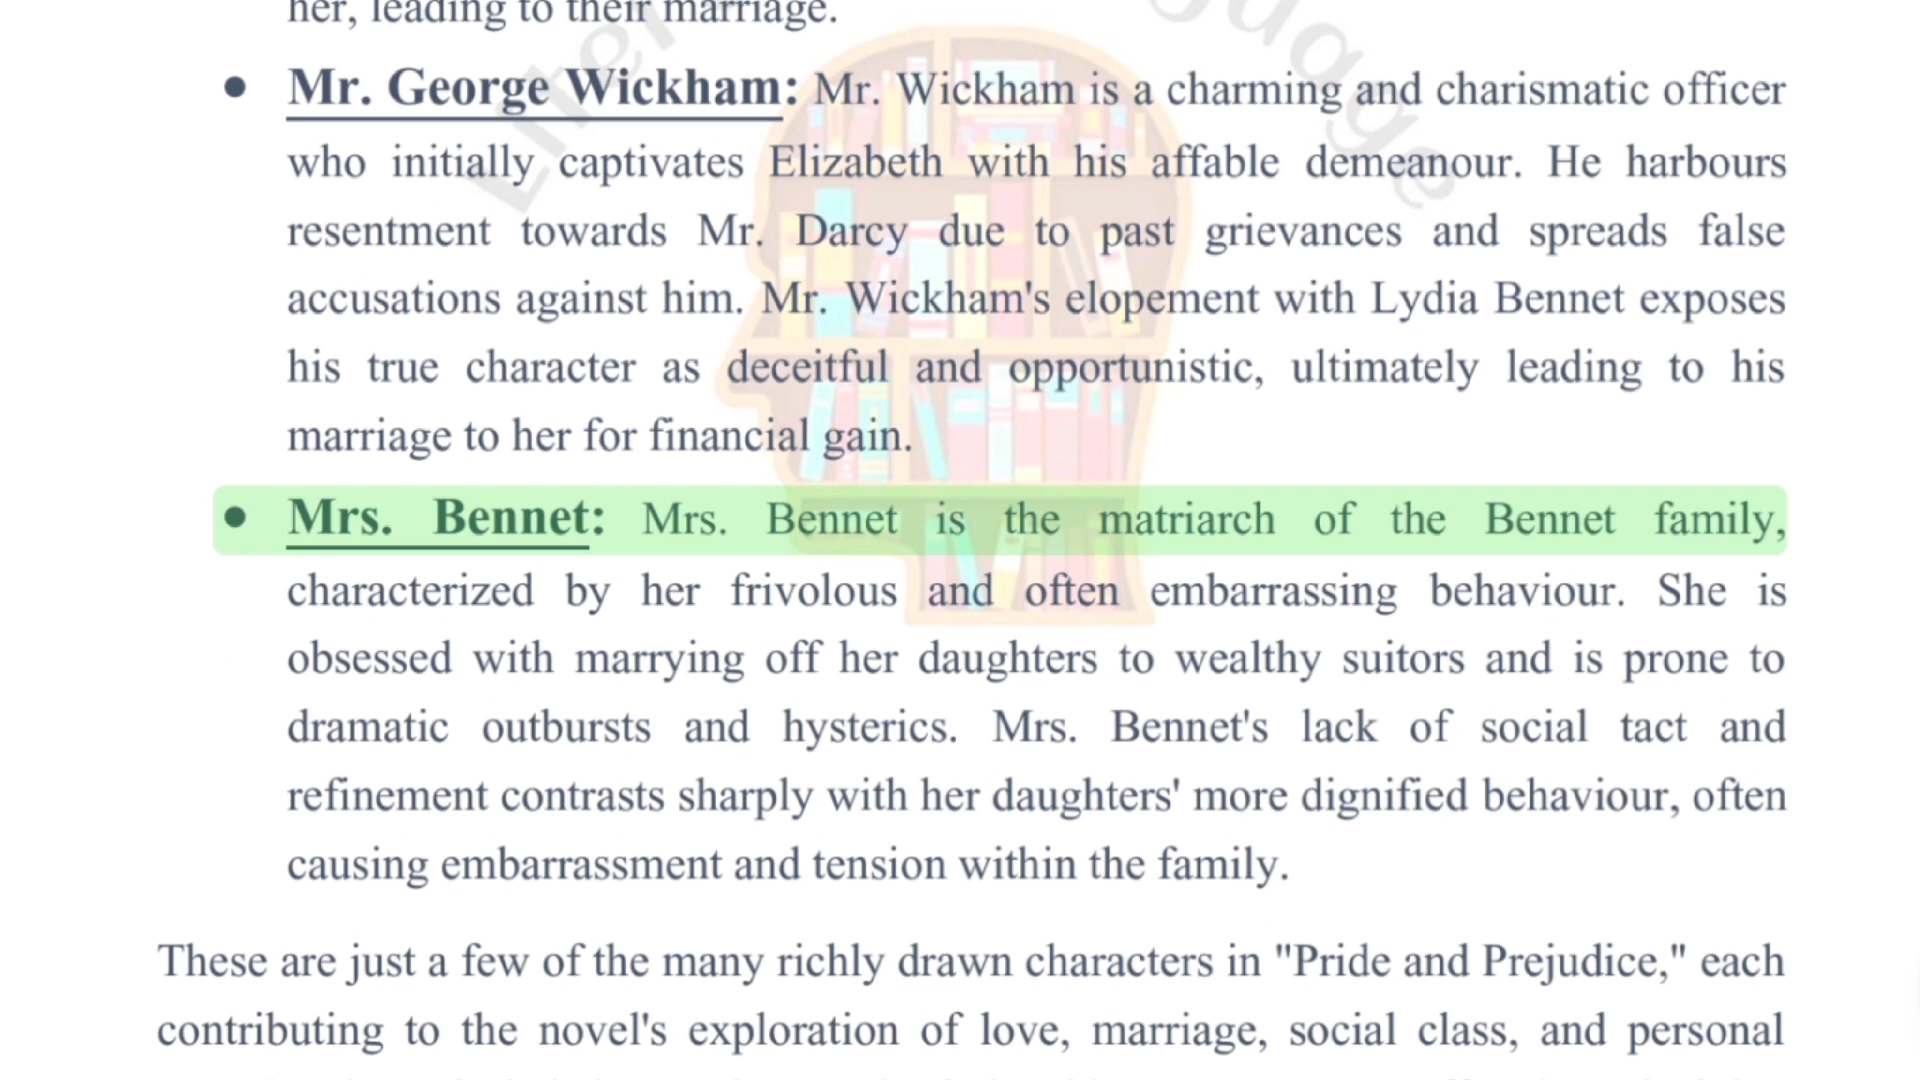 her, leading to their marriage.
• Mr. George Wickham: Mr. Wickham is a charming and charismatic officer
who initially captivates Elizabeth with his affable demeanour. He harbours
resentment towards Mr. Darcy due to past grievances and spreads false
accusations against him. Mr. Wickham's elopement with Lydia Bennet exposes
his true character as deceitful and opportunistic, ultimately leading to his
marriage to her for financial gain.
• Mrs. Bennet: Mrs. Bennet is the matriarch of the Bennet family,
characterized by her frivolous and often embarrassing behaviour. She is
obsessed with marrying off her daughters to wealthy suitors and is prone to
dramatic outbursts and hysterics. Mrs. Bennet's lack of social tact and
refinement contrasts sharply with her daughters' more dignified behaviour, often
causing embarrassment and tension within the family.
These are just a few of the many richly drawn characters in "Pride and Prejudice," each
contributing to the novel's exploration of love, marriage, social class, and personal